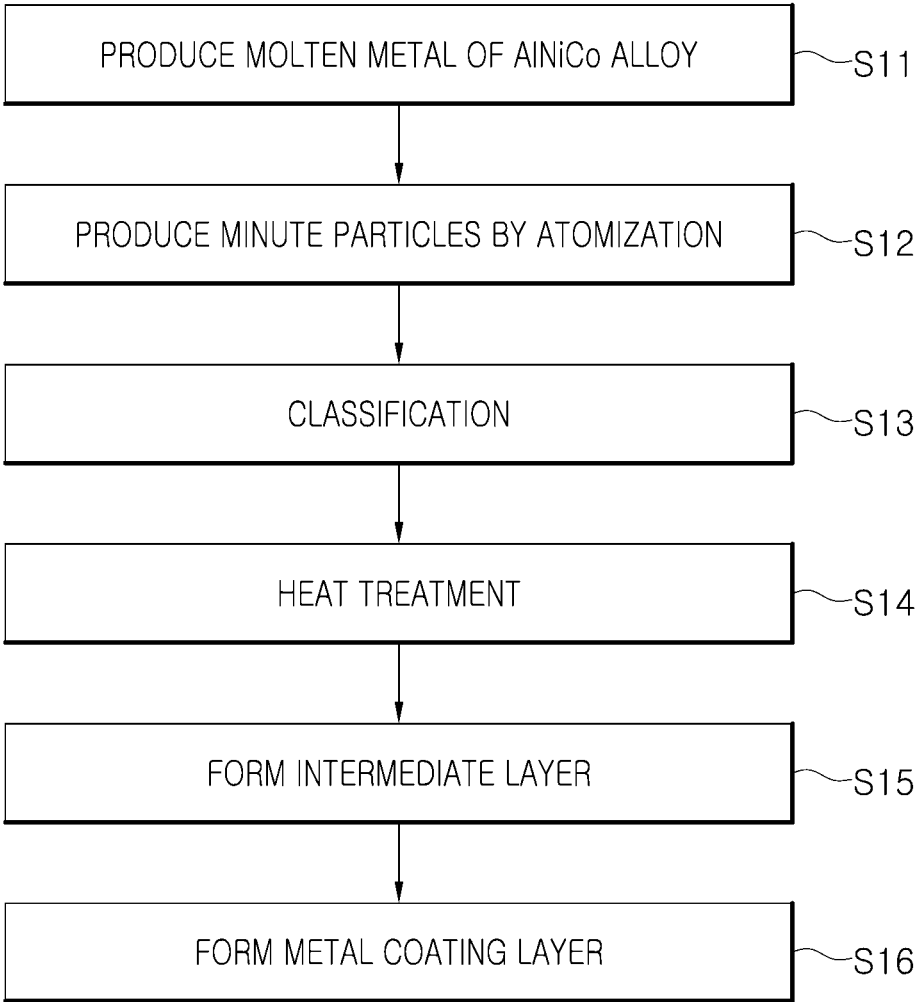 PRODUCE MOLTEN METAL OF AlNiCo ALLOY
S11
PRODUCE MINUTE PARTICLES BY ATOMIZATION
S12
CLASSIFICATION
S13
HEAT TREATMENT
S14
FORM INTERMEDIATE LAYER
S15
FORM METAL COATING LAYER
S16